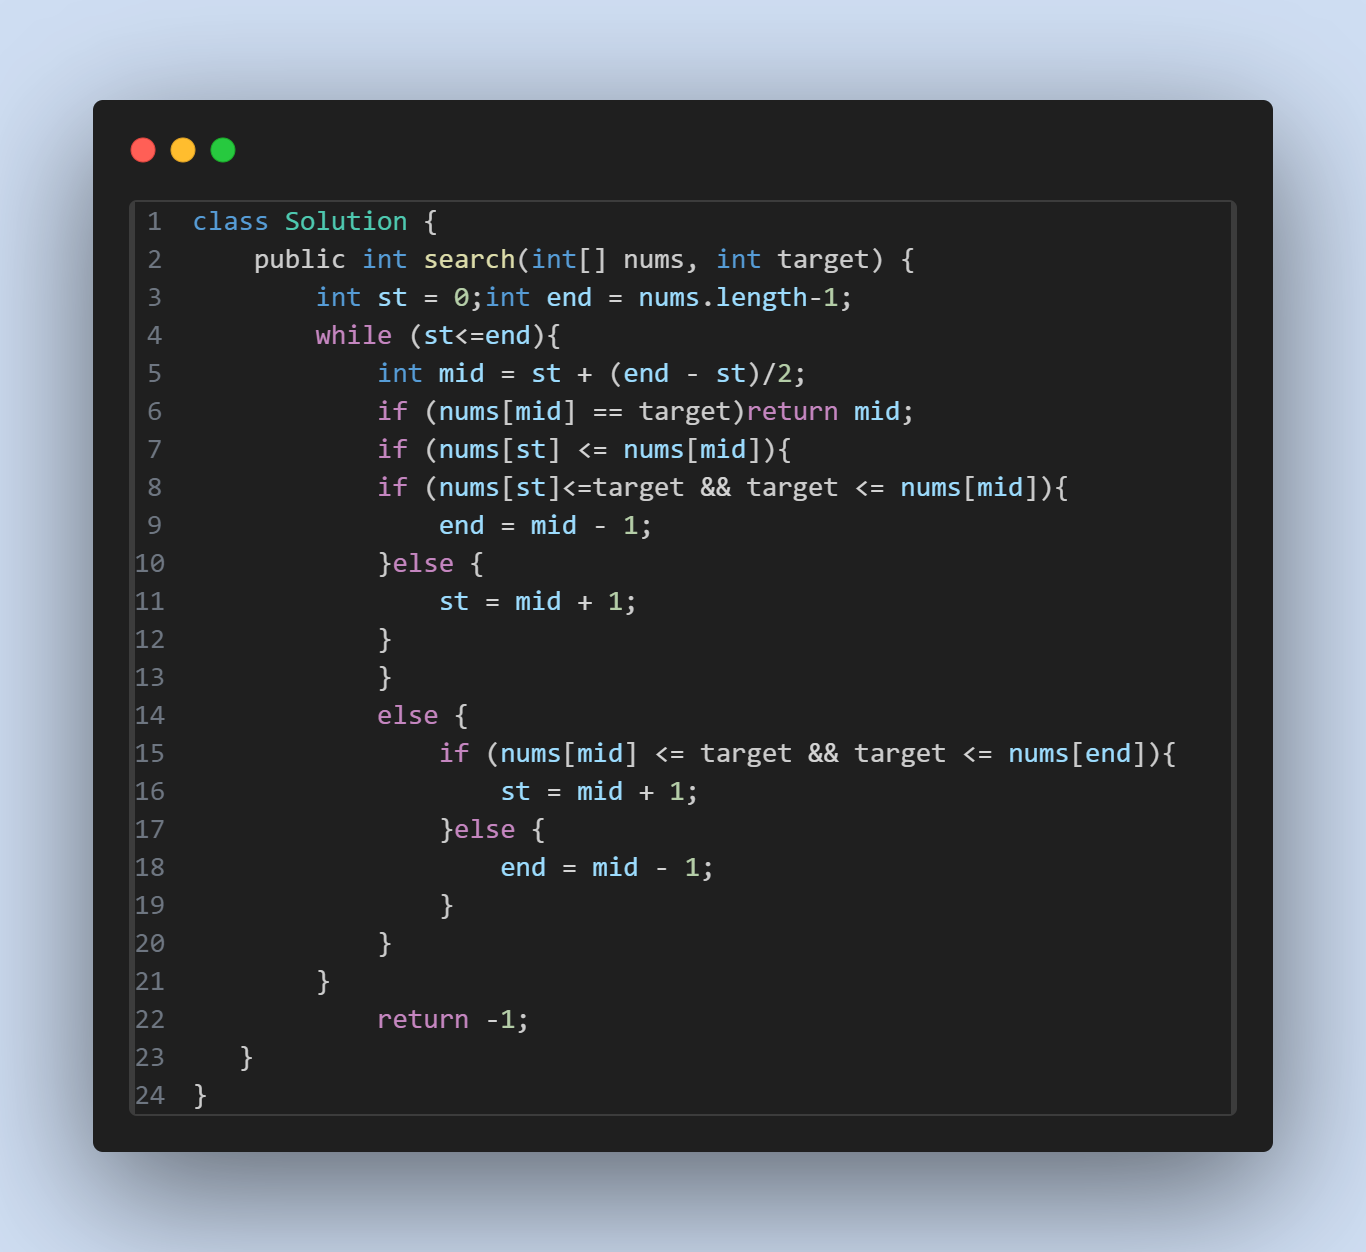 1 class Solution {
2     public int search(int[] nums, int target) {
3         int st = 0;int end = nums.length-1;
4         while (st<=end){
5             int mid = st + (end - st)/2;
6             if (nums[mid] == target)return mid;
7             if (nums[st] <= nums[mid]){
8             if (nums[st]<=target && target <= nums[mid]){
9                 end = mid - 1;
10             }else {
11                 st = mid + 1;
12             }
13             }
14             else {
15                 if (nums[mid] <= target && target <= nums[end]){
16                     st = mid + 1;
17                 }else {
18                     end = mid - 1;
19                 }
20             }
21         }
22             return -1;
23    }
24 }